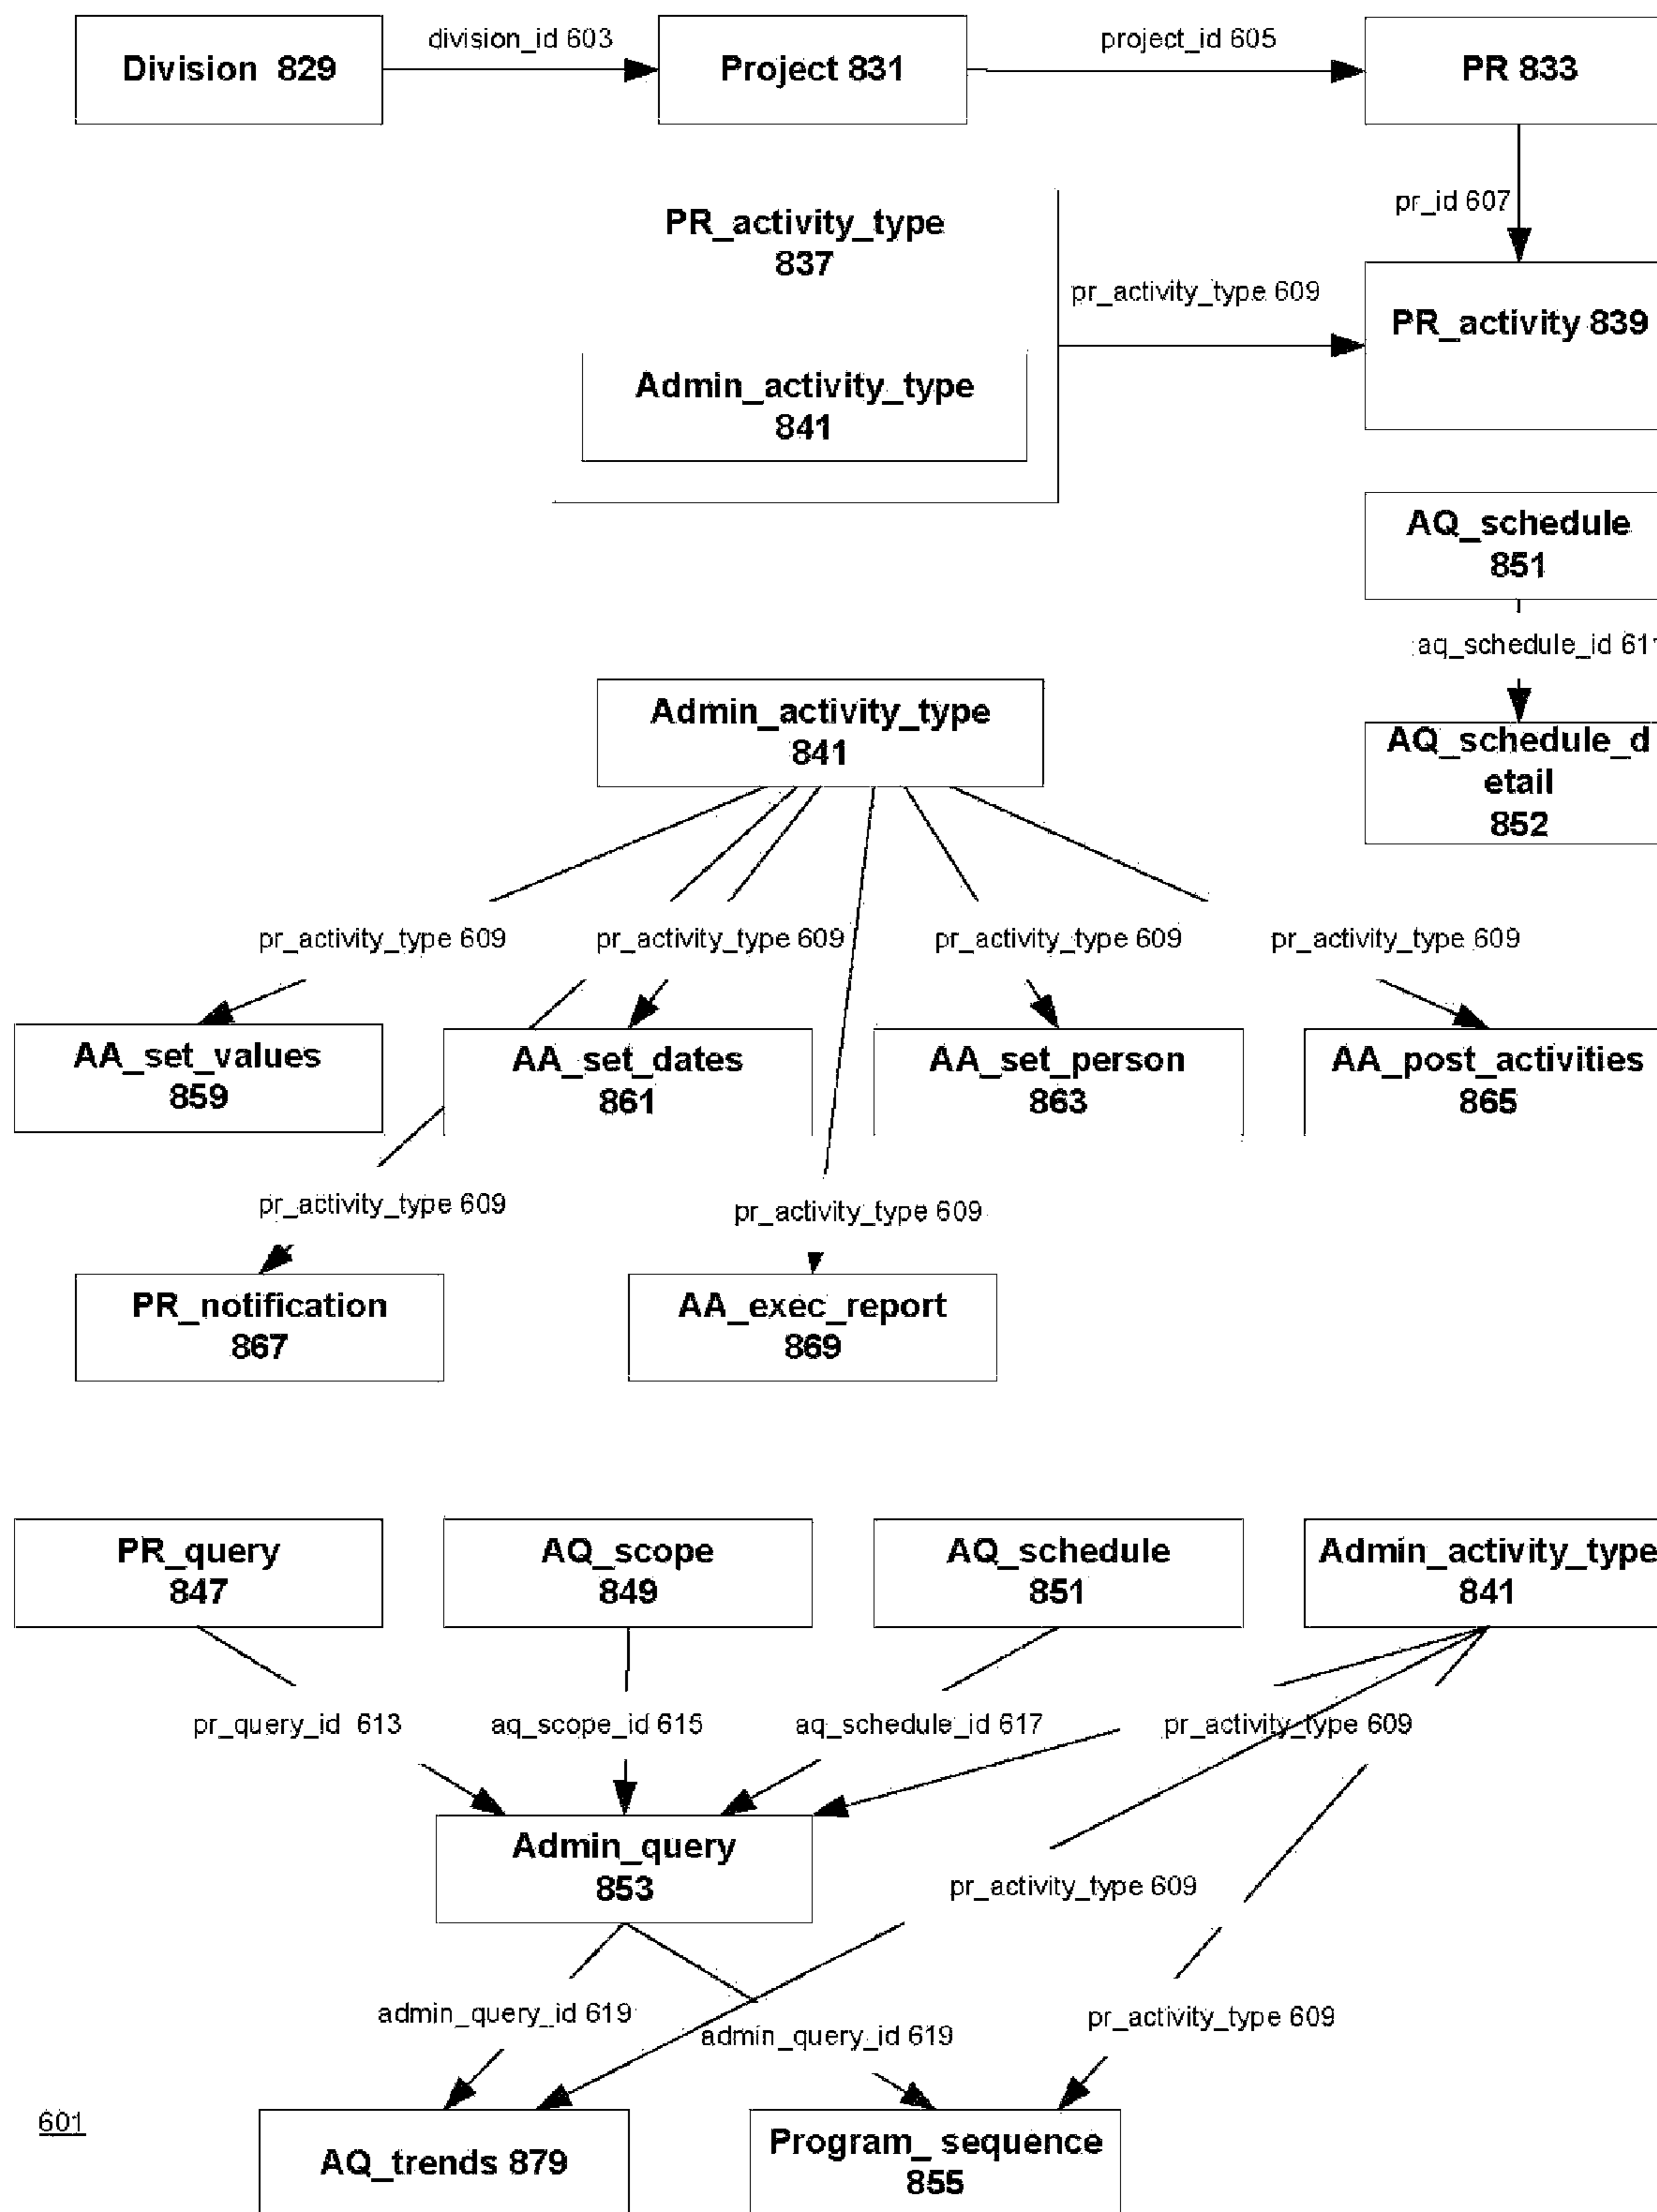 division_id 603
project_id 605
Division 829
Project 831
PR 833
pr_id 607
PR_activity_type
837
pr_activity_type 609
PR_activity 839
Admin_activity_type
841
AQ_schedule
851
aq_schedule_id 611
Admin_activity_type
841
AQ_schedule_d
etail
852
pr_activity_type 609
pr_activity_type 609
pr_activity_type 609
pr_activity_type 609
AA_set_values
859
AA_set_dates
861
AA_set_person
863
AA_post_activities
865
pr_activity_type 609
pr_activity_type 609
PR_notification
867
AA_exec_report
869
PR_query
847
AQ_scope
849
AQ_schedule
851
Admin_activity_type
841
pr_query_id 613
aq_scope_id 615
aq_schedule_id 617
pr_activity_type 609
Admin_query
853
pr_activity_type 609
admin_query_id 619
admin_query_id 619
pr_activity_type 609
601
AQ_trends 879
Program_ sequence
855